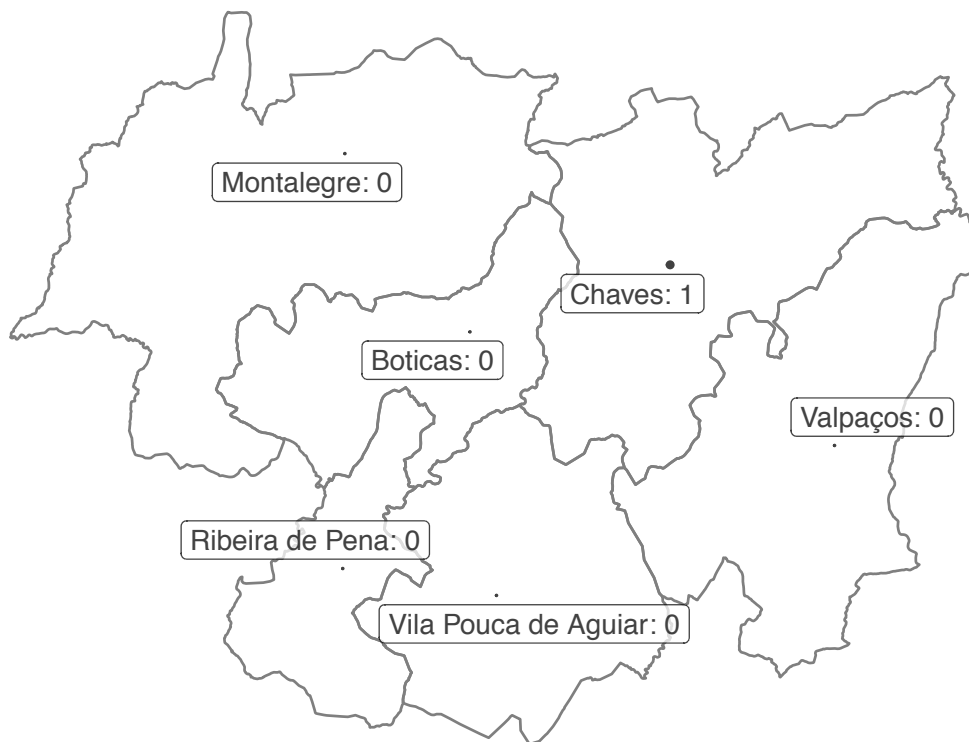 Montalegre: 0
Chaves: 1
Boticas: 0
Valpaços: 0
Ribeira de Pena: 0
Vila Pouca de Aguiar: 0